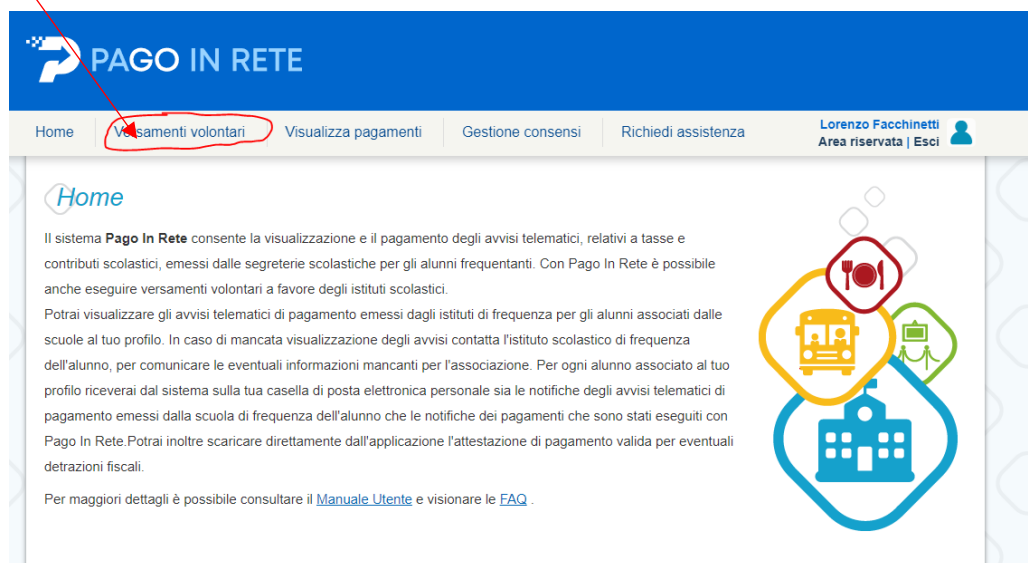 PAGO IN RETE
Home Versamenti volontari Visualizza pagamenti Gestione consensi Richiedi assistenza
Lorenzo Facchinetti
Area riservata | Esci
Home
Il sistema Pago In Rete consente la visualizzazione e il pagamento degli avvisi telematici, relativi a tasse e
contributi scolastici, emessi dalle segreterie scolastiche per gli alunni frequentanti. Con Pago In Rete è possibile
anche eseguire versamenti volontari a favore degli istituti scolastici.
Potrai visualizzare gli avvisi telematici di pagamento emessi dagli istituti di frequenza per gli alunni associati dalle
scuole al tuo profilo. In caso di mancata visualizzazione degli avvisi contatta l'istituto scolastico di frequenza
dell'alunno, per comunicare le eventuali informazioni mancanti per l'associazione. Per ogni alunno associato al tuo
profilo riceverai dal sistema sulla tua casella di posta elettronica personale sia le notifiche degli avvisi telematici di
pagamento emessi dalla scuola di frequenza dell'alunno che le notifiche dei pagamenti che sono stati eseguiti con
Pago In Rete.Potrai inoltre scaricare direttamente dall'applicazione l'attestazione di pagamento valida per eventuali
detrazioni fiscali.
Per maggiori dettagli è possibile consultare il Manuale Utente e visionare le FAQ .